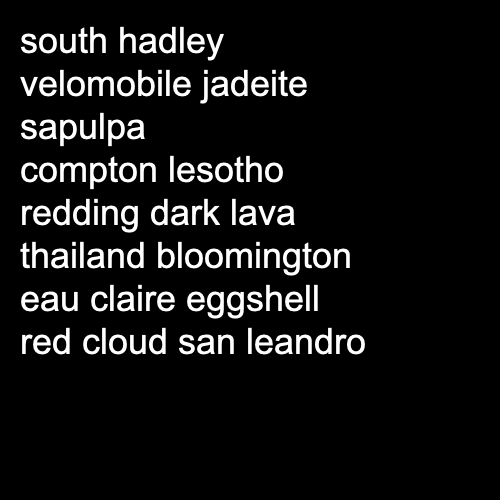 south hadley
velomobile jadeite
sapulpa
compton lesotho
redding dark lava
thailand bloomington
eau claire eggshell
red cloud san leandro